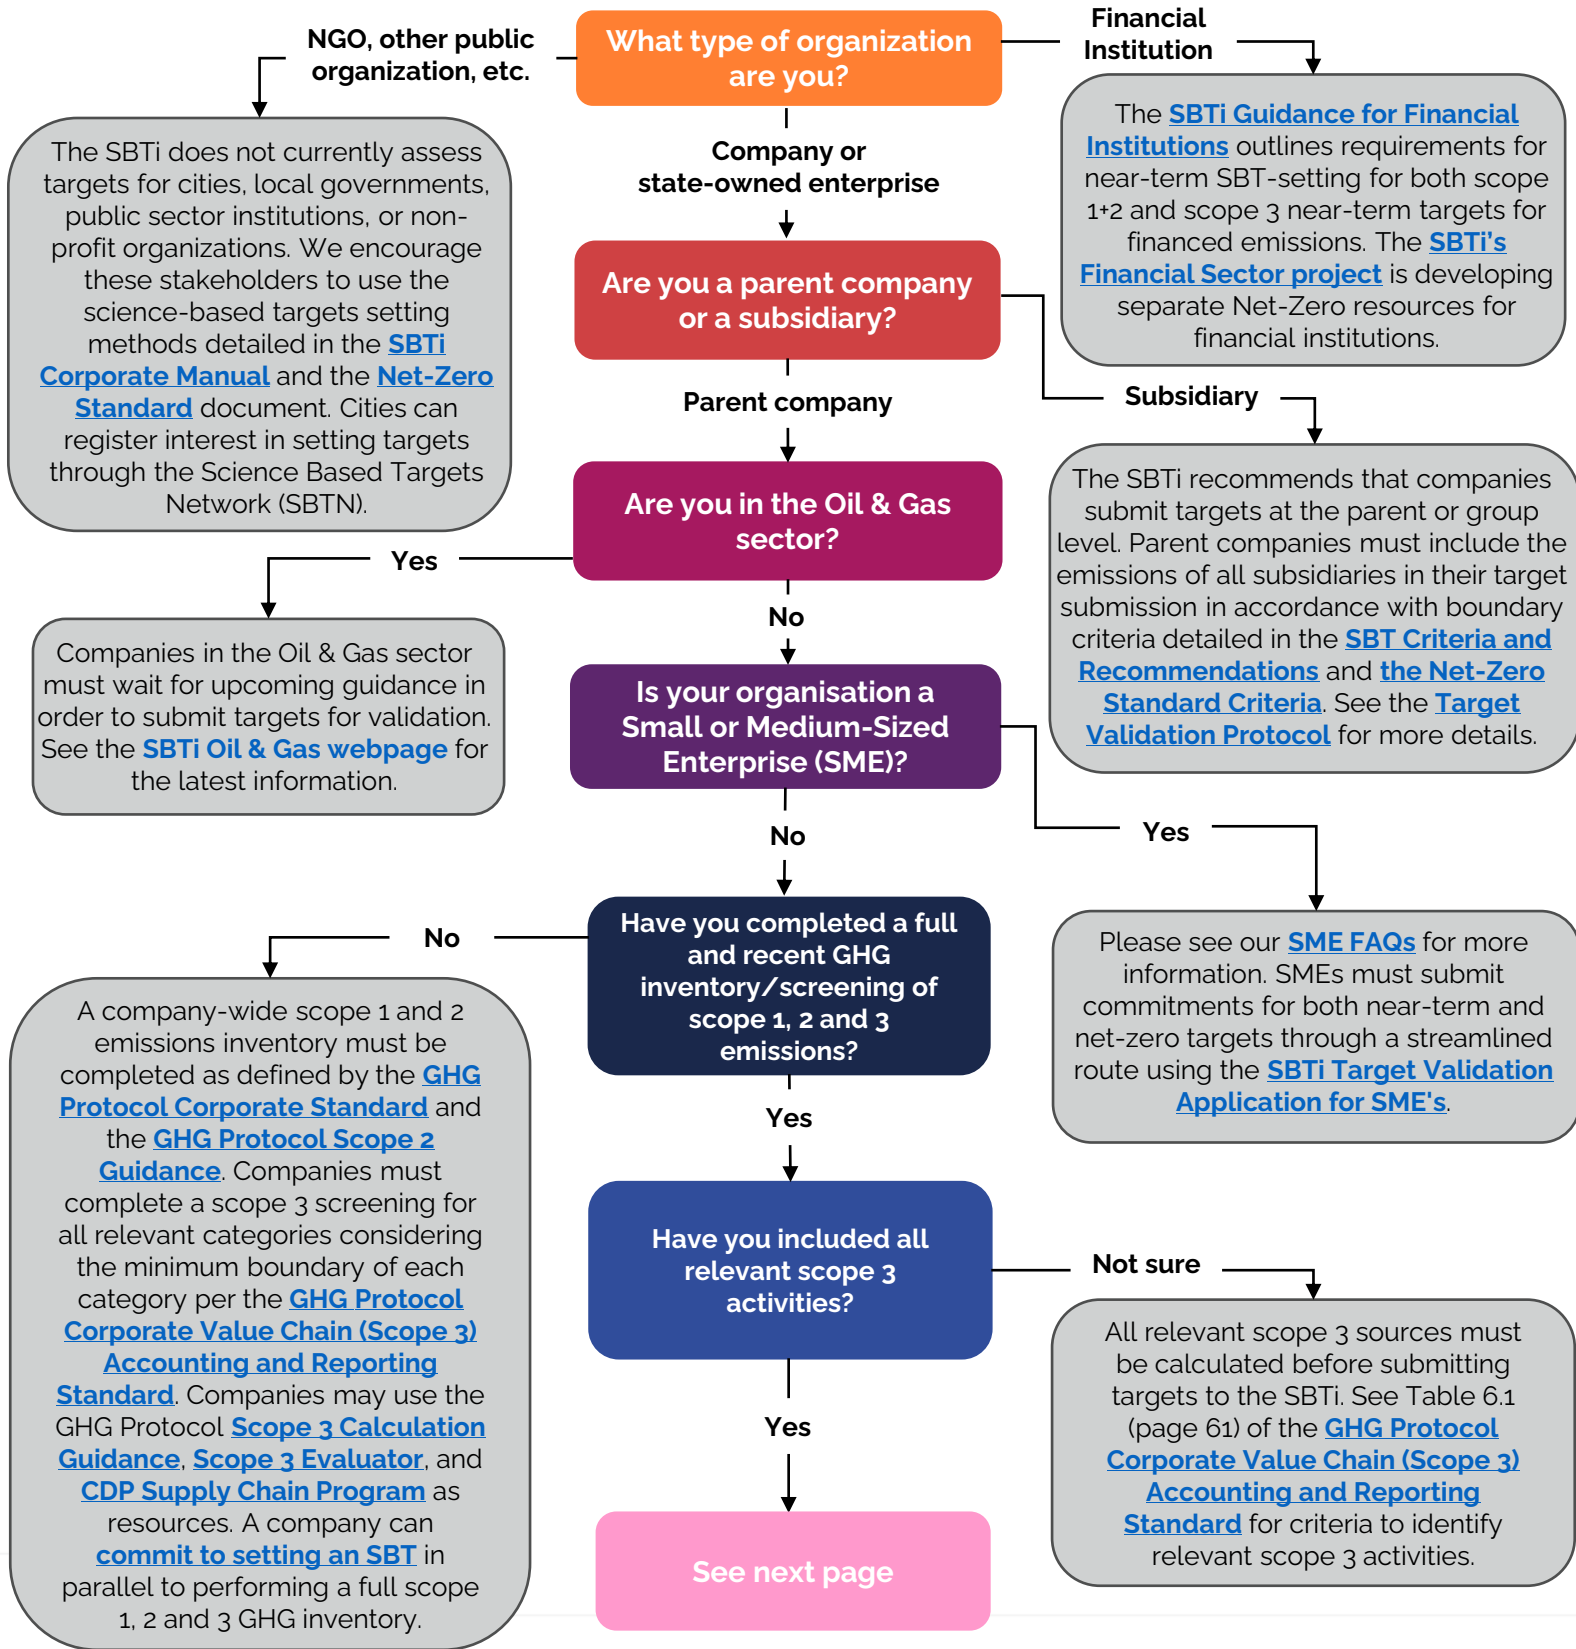 NGO, other public
organization, etc.
What type of organization
are you?
Financial
Institution
The SBTi does not currently assess
targets for cities, local governments,
public sector institutions, or non-
profit organizations. We encourage
these stakeholders to use the
science-based targets setting
methods detailed in the SBTi
Corporate Manual and the Net-Zero
Standard document. Cities can
register interest in setting targets
through the Science Based Targets
Network (SBTN).
Company or
state-owned enterprise
The SBTi Guidance for Financial
Institutions outlines requirements for
near-term SBT-setting for both scope
1+2 and scope 3 near-term targets for
financed emissions. The SBTi’s
Financial Sector project is developing
separate Net-Zero resources for
financial institutions.
Are you a parent company
or a subsidiary?
Parent company
Subsidiary
The SBTi recommends that companies
submit targets at the parent or group
level. Parent companies must include the
emissions of all subsidiaries in their target
submission in accordance with boundary
criteria detailed in the SBT Criteria and
Recommendations and the Net-Zero
Standard Criteria. See the Target
Validation Protocol for more details.
Are you in the Oil & Gas
sector?
Yes
No
Companies in the Oil & Gas sector
must wait for upcoming guidance in
order to submit targets for validation.
See the SBTi Oil & Gas webpage for
the latest information.
Is your organisation a
Small or Medium-Sized
Enterprise (SME)?
No
Yes
Please see our SME FAQs for more
information. SMEs must submit
commitments for both near-term and
net-zero targets through a streamlined
route using the SBTi Target Validation
Application for SME's.
Have you completed a full
and recent GHG
inventory/screening of
scope 1, 2 and 3
emissions?
No
Yes
A company-wide scope 1 and 2
emissions inventory must be
completed as defined by the GHG
Protocol Corporate Standard and
the GHG Protocol Scope 2
Guidance. Companies must
complete a scope 3 screening for
all relevant categories considering
the minimum boundary of each
category per the GHG Protocol
Corporate Value Chain (Scope 3)
Accounting and Reporting
Standard. Companies may use the
GHG Protocol Scope 3 Calculation
Guidance, Scope 3 Evaluator, and
CDP Supply Chain Program as
resources. A company can
commit to setting an SBT in
parallel to performing a full scope
1, 2 and 3 GHG inventory.
Have you included all
relevant scope 3
activities?
Not sure
Yes
All relevant scope 3 sources must
be calculated before submitting
targets to the SBTi. See Table 6.1
(page 61) of the GHG Protocol
Corporate Value Chain (Scope 3)
Accounting and Reporting
Standard for criteria to identify
relevant scope 3 activities.
See next page